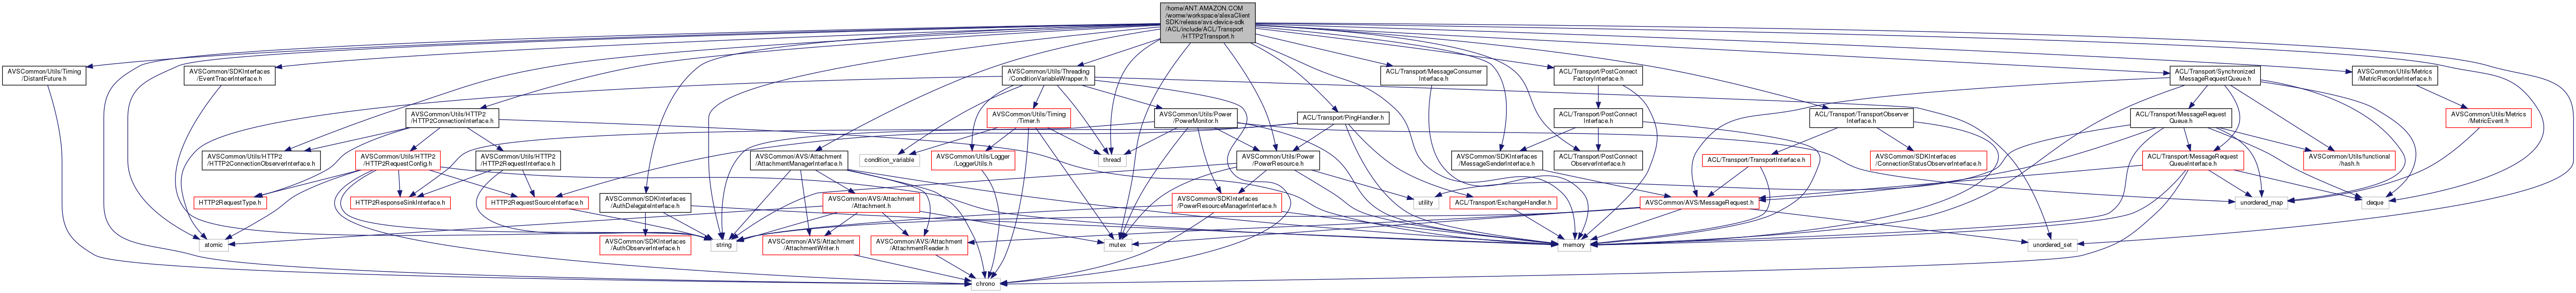 /home/ANT.AMAZON.COM
/womw/workspace/alexaClient
SDK/release/avs-device-sdk
/ACL/include/ACL/Transport
/HTTP2Transport.h
AVSCommon/Utils/Timing
/DistantFuture.h
AVSCommon/SDKInterfaces
/EventTracerInterface.h
AVSCommon/Utils/Threading
/ConditionVariableWrapper.h
ACL/Transport/MessageConsumer
Interface.h
ACL/Transport/PostConnect
FactoryInterface.h
ACL/Transport/Synchronized
MessageRequestQueue.h
AVSCommon/Utils/Metrics
/MetricRecorderInterface.h
AVSCommon/Utils/HTTP2
/HTTP2ConnectionInterface.h
AVSCommon/Utils/Timing
/Timer.h
AVSCommon/Utils/Power
/PowerMonitor.h
ACL/Transport/PingHandler.h
ACL/Transport/PostConnect
Interface.h
ACL/Transport/TransportObserver
Interface.h
ACL/Transport/MessageRequest
Queue.h
AVSCommon/Utils/Metrics
/MetricEvent.h
AVSCommon/Utils/HTTP2
/HTTP2ConnectionObserverInterface.h
AVSCommon/Utils/HTTP2
/HTTP2RequestConfig.h
AVSCommon/Utils/HTTP2
/HTTP2RequestInterface.h
AVSCommon/AVS/Attachment
/AttachmentManagerInterface.h
condition_variable
AVSCommon/Utils/Logger
/LoggerUtils.h
thread
AVSCommon/Utils/Power
/PowerResource.h
AVSCommon/SDKInterfaces
/MessageSenderInterface.h
ACL/Transport/PostConnect
ObserverInterface.h
ACL/Transport/TransportInterface.h
AVSCommon/SDKInterfaces
/ConnectionStatusObserverInterface.h
ACL/Transport/MessageRequest
QueueInterface.h
AVSCommon/Utils/functional
/hash.h
HTTP2RequestType.h
HTTP2ResponseSinkInterface.h
HTTP2RequestSourceInterface.h
AVSCommon/SDKInterfaces
/AuthDelegateInterface.h
AVSCommon/AVS/Attachment
/Attachment.h
AVSCommon/SDKInterfaces
/PowerResourceManagerInterface.h
utility
ACL/Transport/ExchangeHandler.h
AVSCommon/AVS/MessageRequest.h
unordered_map
deque
atomic
AVSCommon/SDKInterfaces
/AuthObserverInterface.h
string
AVSCommon/AVS/Attachment
/AttachmentWriter.h
AVSCommon/AVS/Attachment
/AttachmentReader.h
mutex
memory
unordered_set
chrono